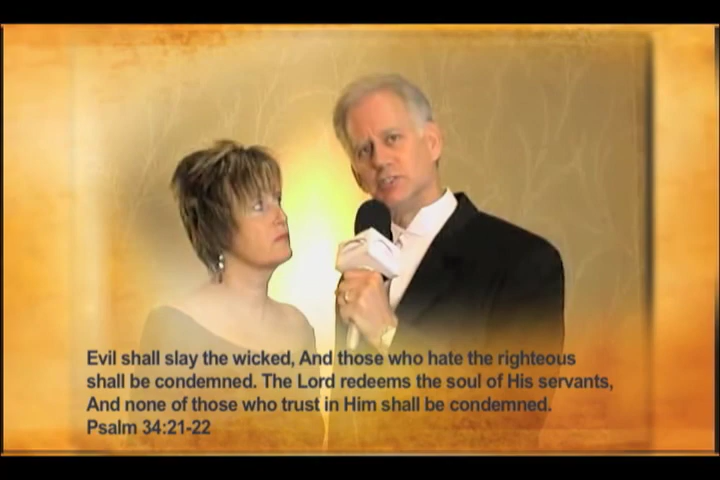 Evil shall slay the wicked, And those who hate the righteous
shall be condemned. The Lord redeems the soul of His servants,
And none of those who trust in Him shall be condemned.
Psalm 34:21-22